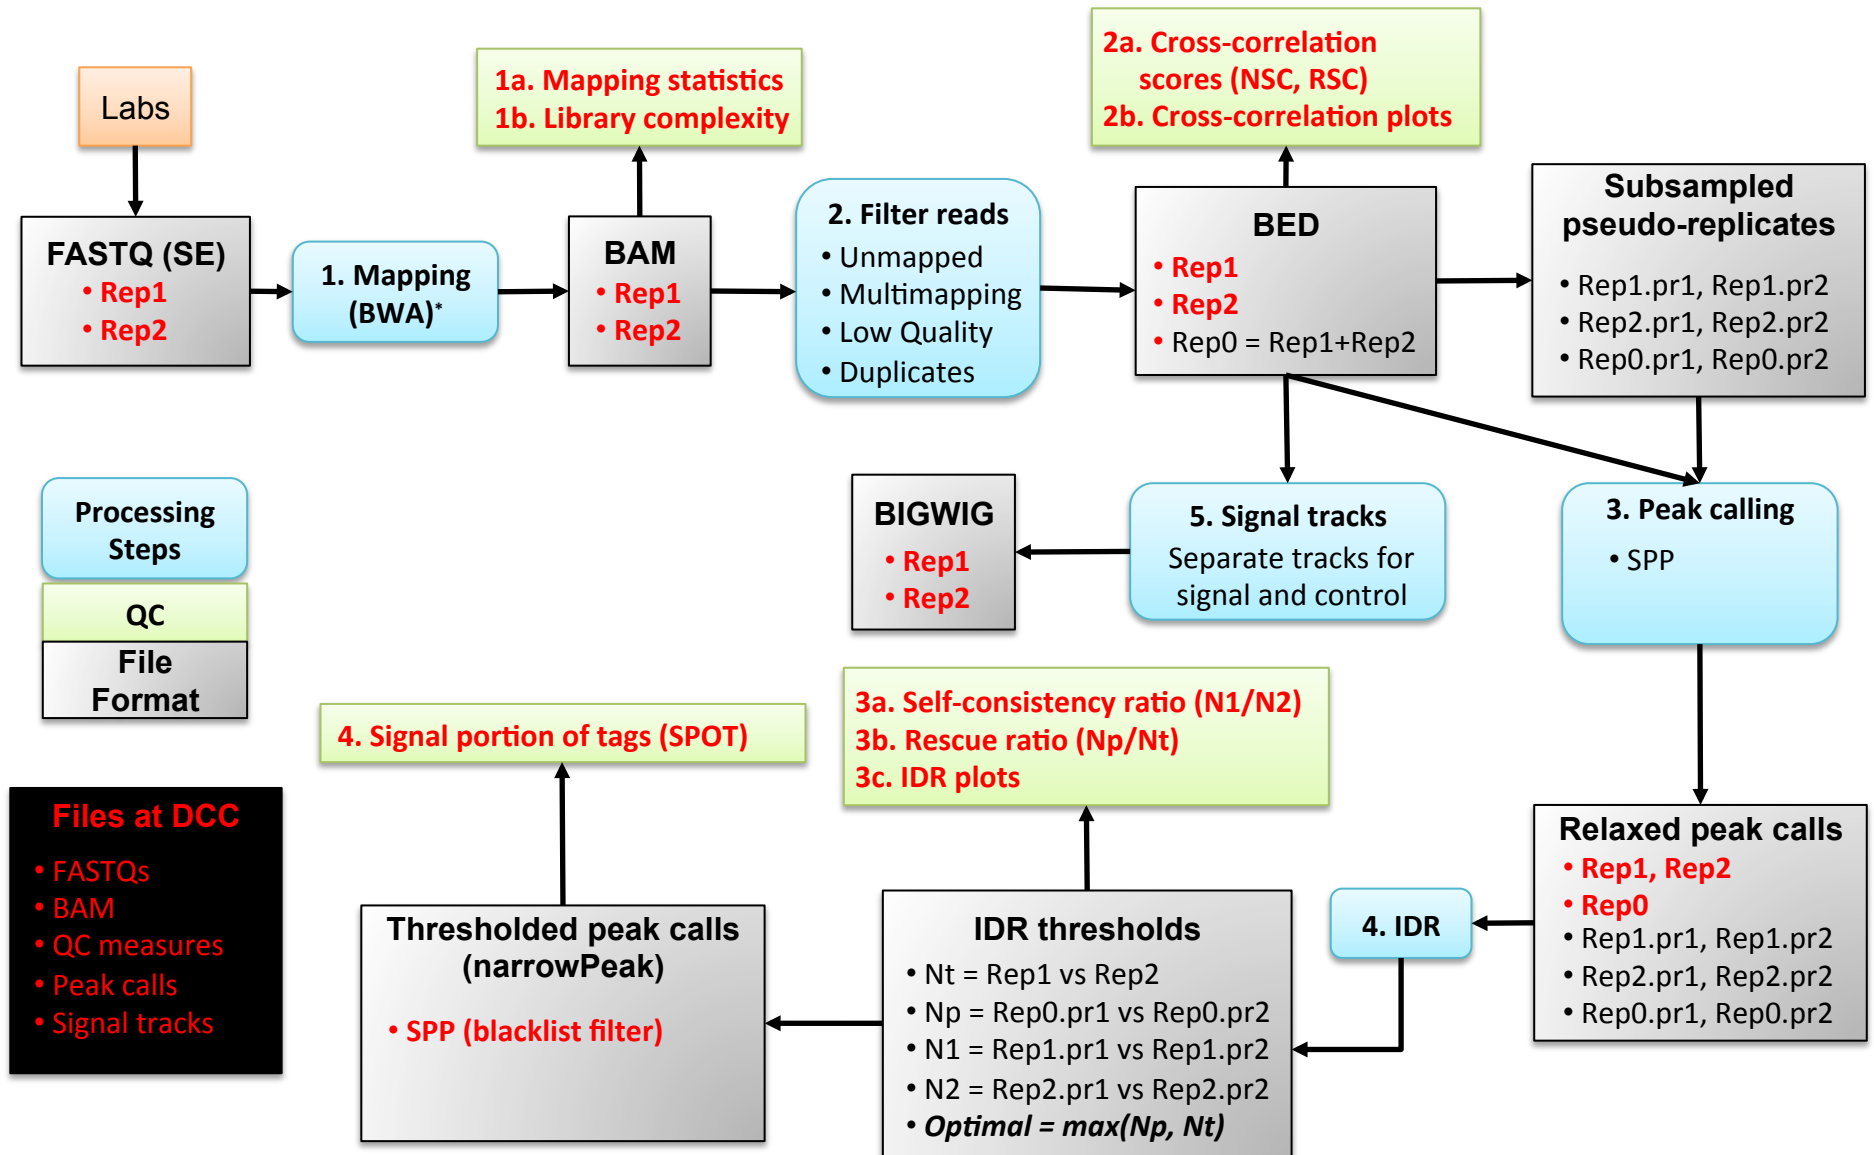 Labs
1a. Mapping statistics
1b. Library complexity
2a. Cross-correlation
scores (NSC, RSC)
2b. Cross-correlation plots
FASTQ (SE)
• Rep1
• Rep2
1. Mapping
(BWA)*
BAM
• Rep1
• Rep2
2. Filter reads
• Unmapped
• Multimapping
• Low Quality
• Duplicates
BED
• Rep1
• Rep2
• Rep0 = Rep1+Rep2
Subsampled
pseudo-replicates
• Rep1.pr1, Rep1.pr2
• Rep2.pr1, Rep2.pr2
• Rep0.pr1, Rep0.pr2
Processing
Steps
QC
File
Format
BIGWIG
• Rep1
• Rep2
5. Signal tracks
Separate tracks for
signal and control
3. Peak calling
• SPP
4. Signal portion of tags (SPOT)
3a. Self-consistency ratio (N1/N2)
3b. Rescue ratio (Np/Nt)
3c. IDR plots
Files at DCC
• FASTQs
• BAM
• QC measures
• Peak calls
• Signal tracks
Thresholded peak calls
(narrowPeak)
• SPP (blacklist filter)
IDR thresholds
• Nt = Rep1 vs Rep2
• Np = Rep0.pr1 vs Rep0.pr2
• N1 = Rep1.pr1 vs Rep1.pr2
• N2 = Rep2.pr1 vs Rep2.pr2
• Optimal = max(Np, Nt)
4. IDR
Relaxed peak calls
• Rep1, Rep2
• Rep0
• Rep1.pr1, Rep1.pr2
• Rep2.pr1, Rep2.pr2
• Rep0.pr1, Rep0.pr2